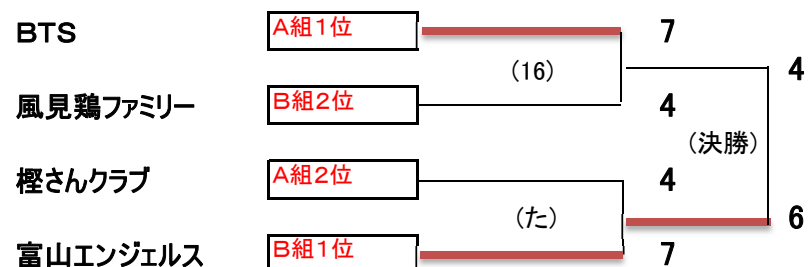 BTS A組1位 7
(16) 4
風見鶏ファミリー B組2位 4
(決勝)
樫さんクラブ A組2位 4
(た) 6
富山エンジェルス B組1位 7